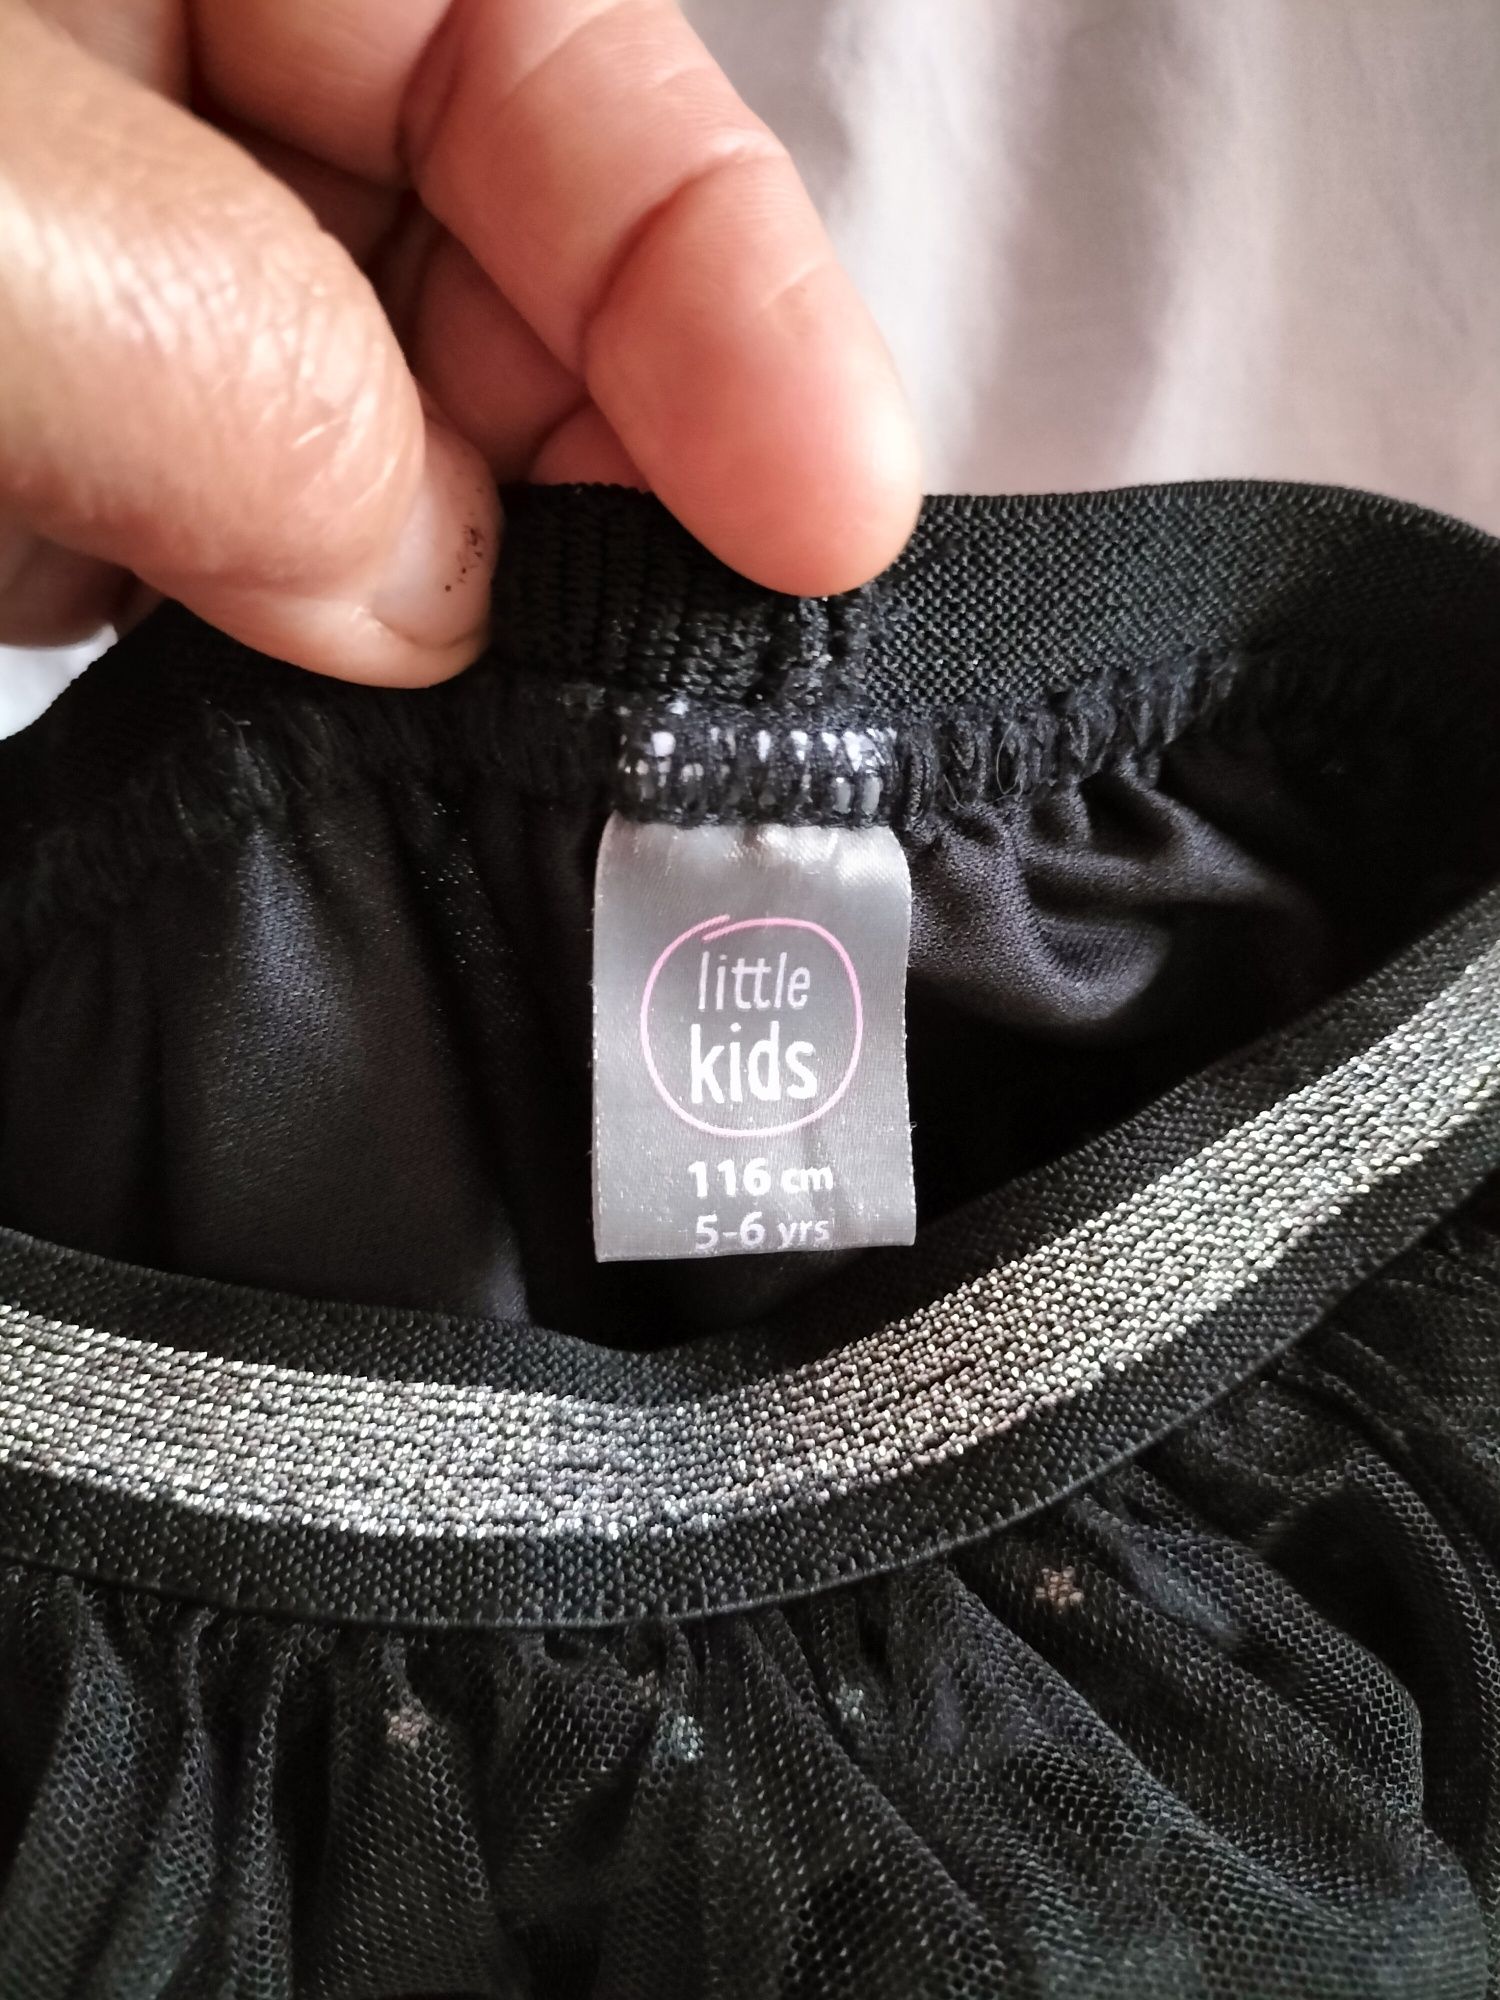 little
kids
116 cm
5-6 yrs